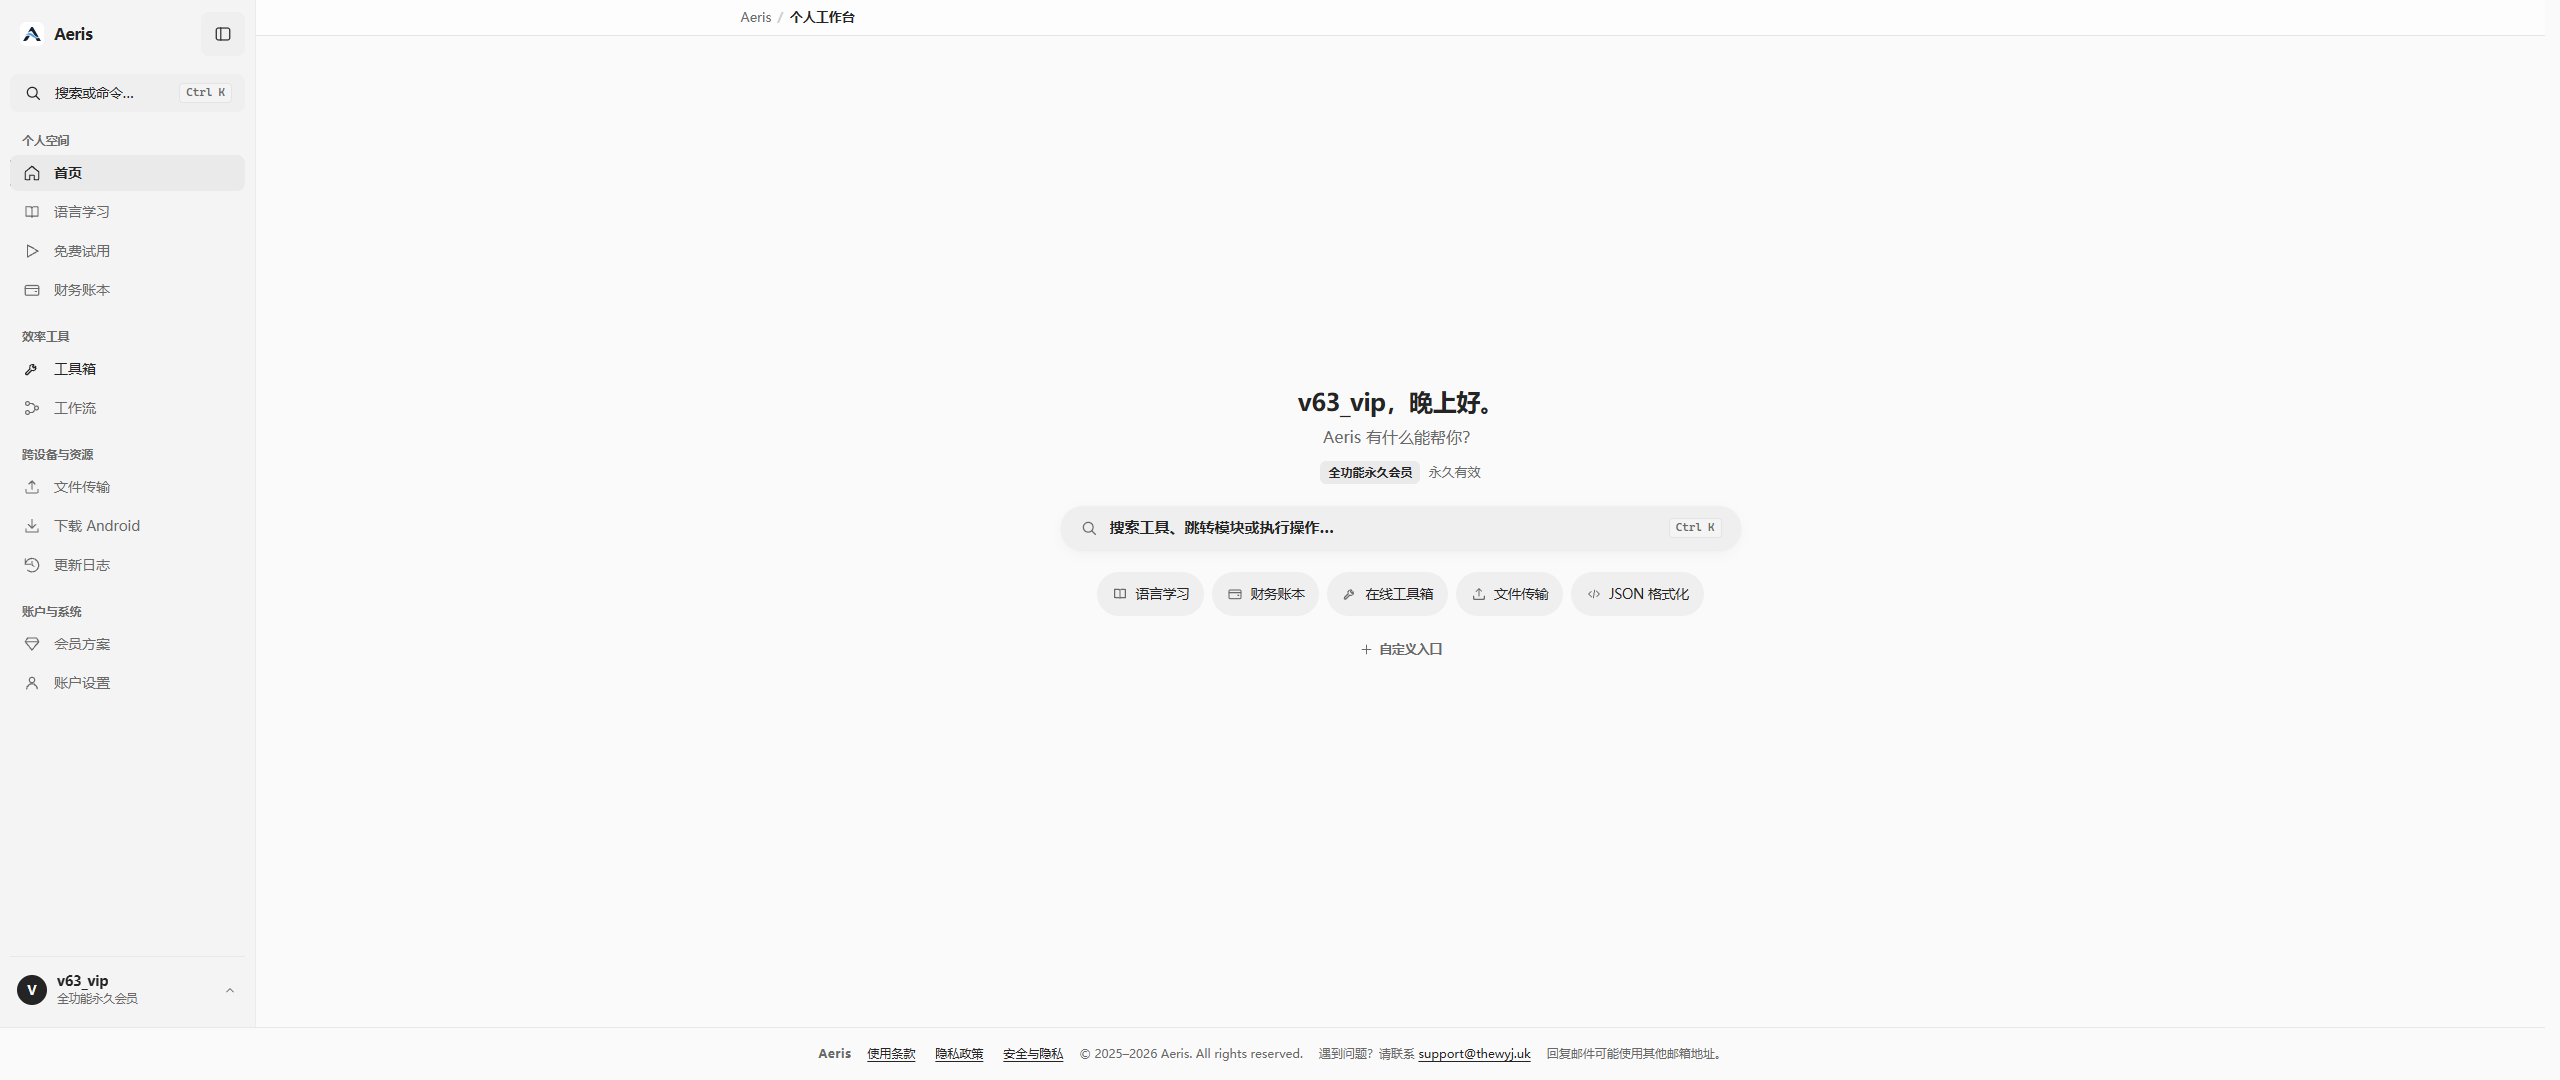 Aeris
搜索或命令... Ctrl K
个人空间
首页
语言学习
免费试用
财务账本
效率工具
工具箱
工作流
跨设备与资源
文件传输
下载 Android
更新日志
账户与系统
会员方案
账户设置
V
v63_vip
全功能永久会员
Aeris / 个人工作台
v63_vip，晚上好。
Aeris 有什么能帮你？
全功能永久会员 永久有效
搜索工具、跳转模块或执行操作... Ctrl K
语言学习 财务账本 在线工具箱 文件传输 JSON 格式化
+ 自定义入口
Aeris 使用条款 隐私政策 安全与隐私 © 2025–2026 Aeris. All rights reserved. 遇到问题？请联系 support@thewyj.uk 回复邮件可能使用其他邮箱地址。